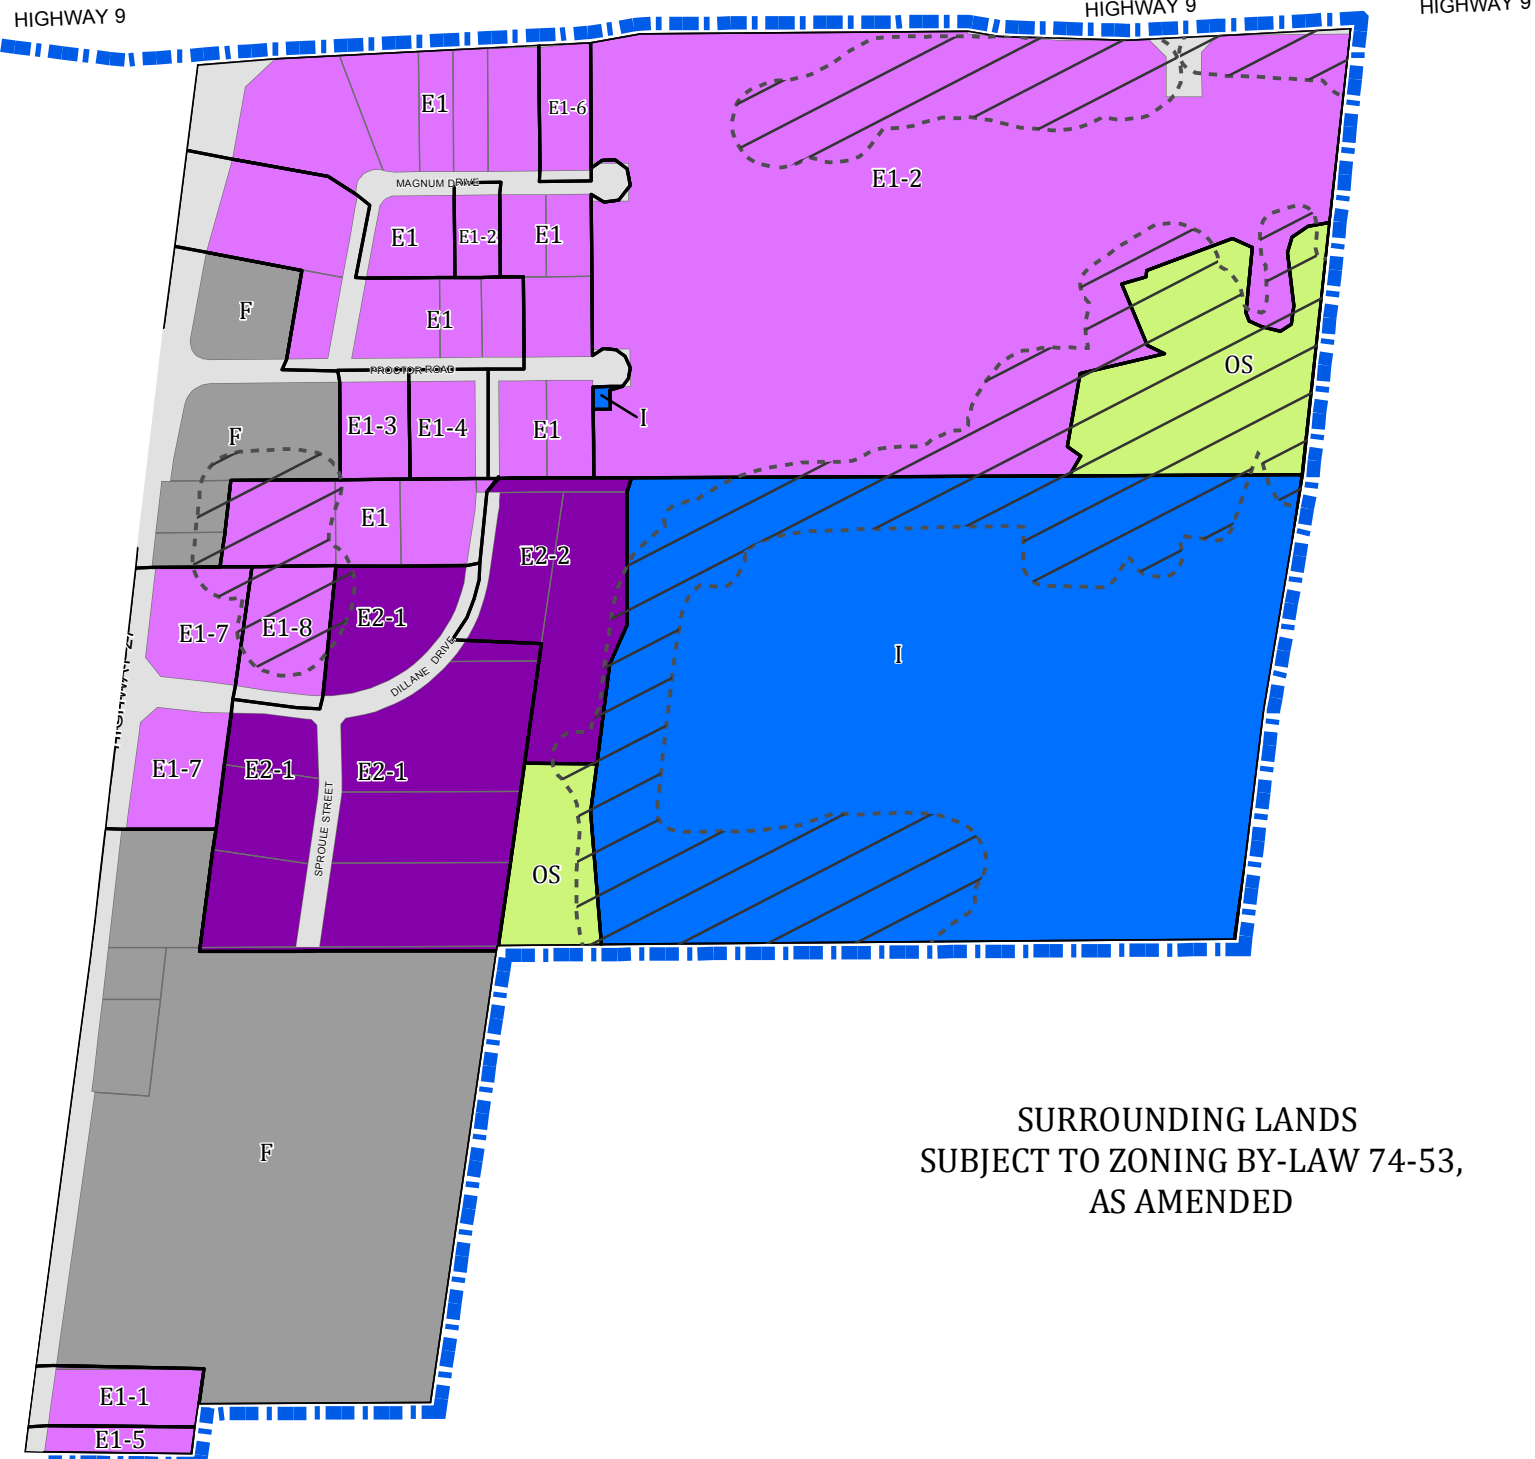 HIGHWAY 9
HIGHWAY 9
HIGHWAY 9
E1
E1-6
E1-2
MAGNUM DRIVE
E1
E1-2
E1
F
E1
OS
PROCTOR ROAD
E1-3
E1-4
E1
I
F
E1
E2-2
E1-7
E1-8
E2-1
I
DILLANE DRIVE
E1-7
E2-1
E2-1
SPROULE STREET
OS
SURROUNDING LANDS
SUBJECT TO ZONING BY-LAW 74-53,
AS AMENDED
F
E1-1
E1-5